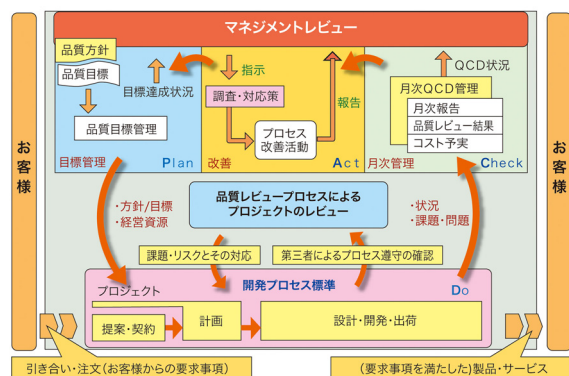 マネジメントレビュー
品質方針
品質目標
目標達成状況
品質目標管理
目標管理
Plan
指示
調査・対応策
プロセス
改善活動
報告
改善
Act
QCD状況
月次QCD管理
月次報告
品質レビュー結果
コスト予実
月次管理
Check
お客様
お客様
・方針/目標
・経営資源
品質レビュープロセスによる
プロジェクトのレビュー
・状況
・課題・問題
課題・リスクとその対応
第三者によるプロセス遵守の確認
プロジェクト
開発プロセス標準
Do
提案・契約
計画
設計・開発・出荷
引き合い・注文(お客様からの要求事項)
(要求事項を満たした)製品・サービス